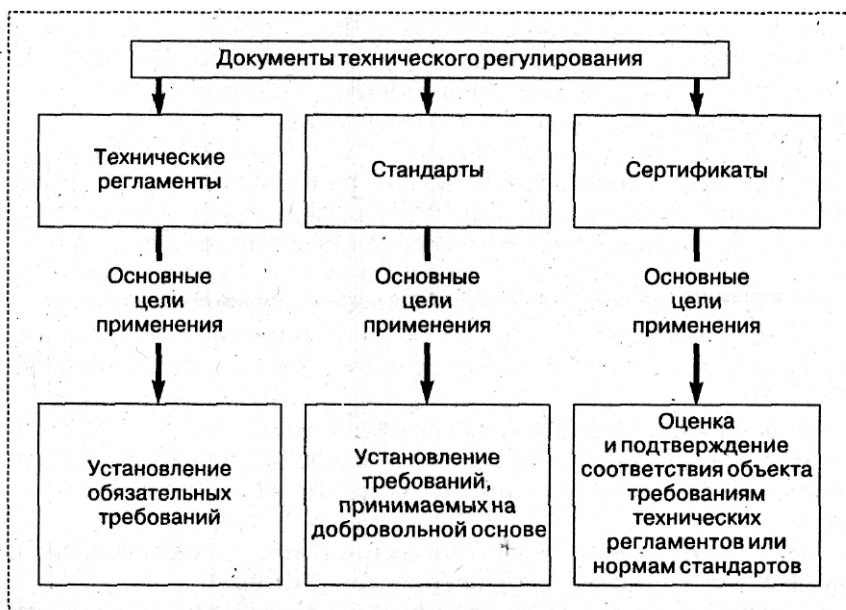 Документы технического регулирования
Технические
регламенты
Стандарты
Сертификаты
Основные
цели
применения
Основные
цели
применения
Основные
цели
применения
Установление
обязательных
требований
Установление
требований,
принимаемых на
добровольной основе
Оценка
и подтверждение
соответствия объекта
требованиям
технических
регламентов или
нормам стандартов